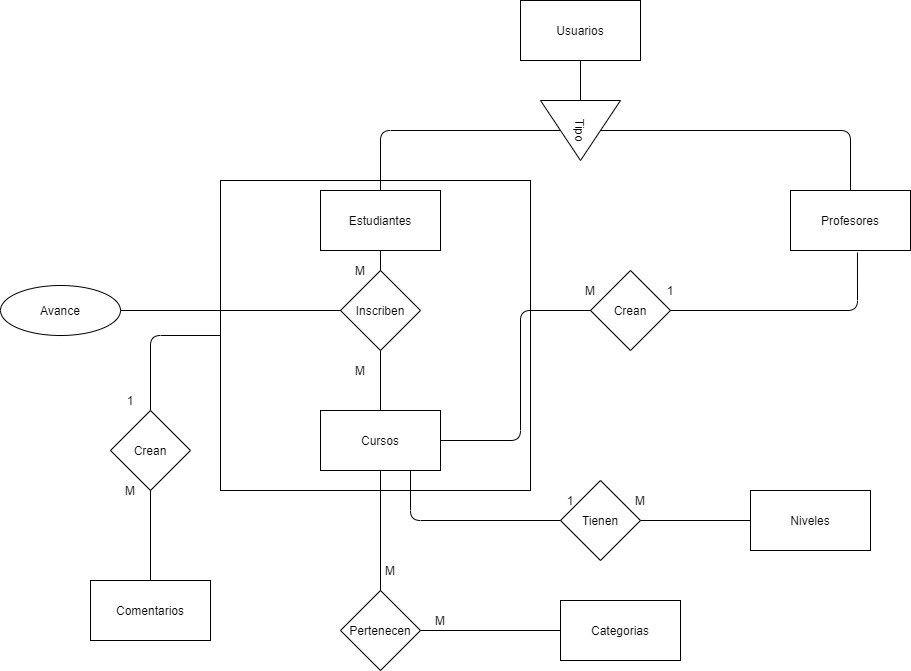 Usuarios
Tipo
Estudiantes
Profesores
M
M
1
Avance
Inscriben
Crean
M
1
Cursos
Crean
M
1
M
Tienen
Niveles
M
Comentarios
M
Pertenecen
Categorias